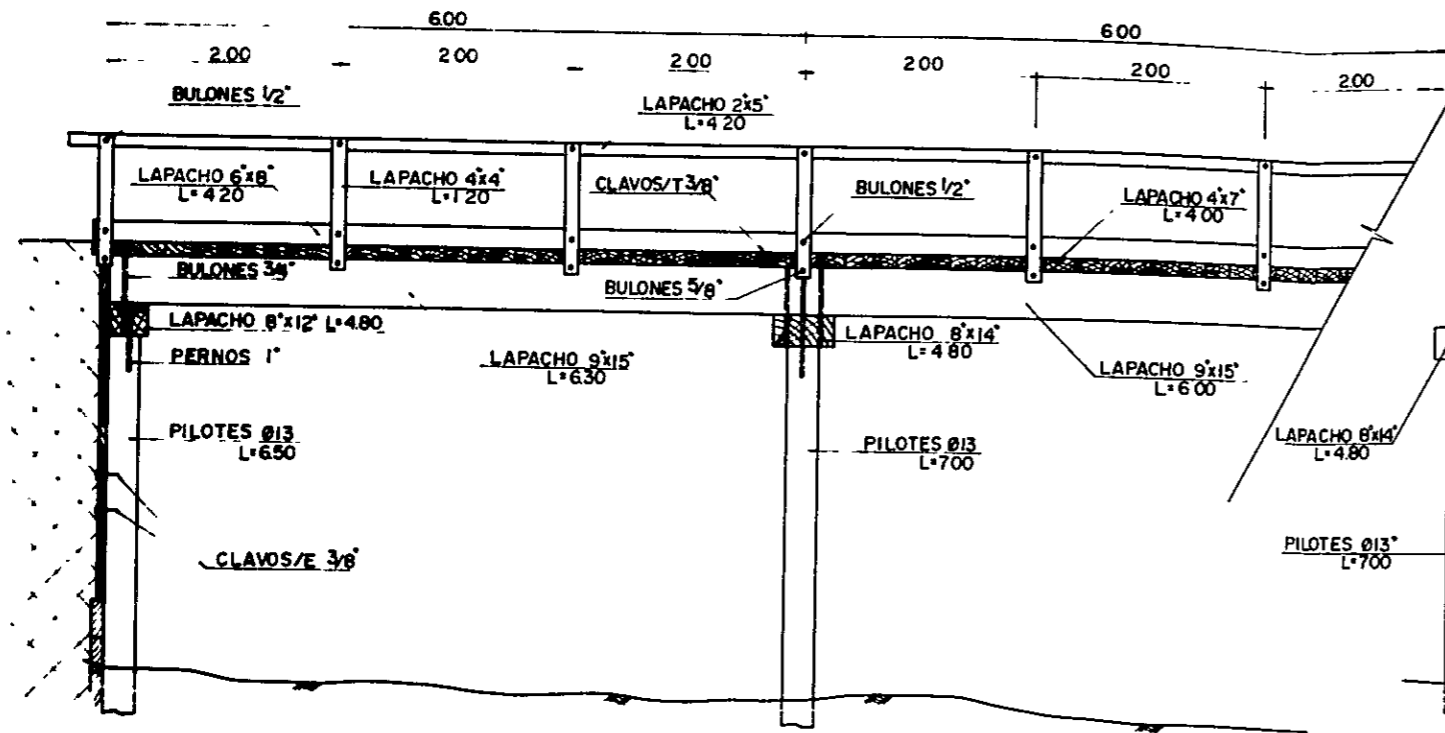 6.00
6.00
2.00
2.00
2.00
2.00
2.00
2.00
BULONES 1/2"
LAPACHO 2"x5"
L=4.20
LAPACHO 6"x8"
L=4.20
LAPACHO 4"x4"
L=1.20
CLAVOS/T 3/8"
BULONES 1/2"
LAPACHO 4"x7"
L=4.00
BULONES 3/4"
BULONES 5/8"
LAPACHO 8"x12" L=4.80
LAPACHO 8"x14"
L=4.80
PERNOS 1"
LAPACHO 9"x15"
L=6.30
LAPACHO 9"x15"
L=6.00
PILOTES Ø13
L=6.50
PILOTES Ø13
L=7.00
LAPACHO 8"x14"
L=4.80
CLAVOS/E 3/8"
PILOTES Ø13"
L=7.00